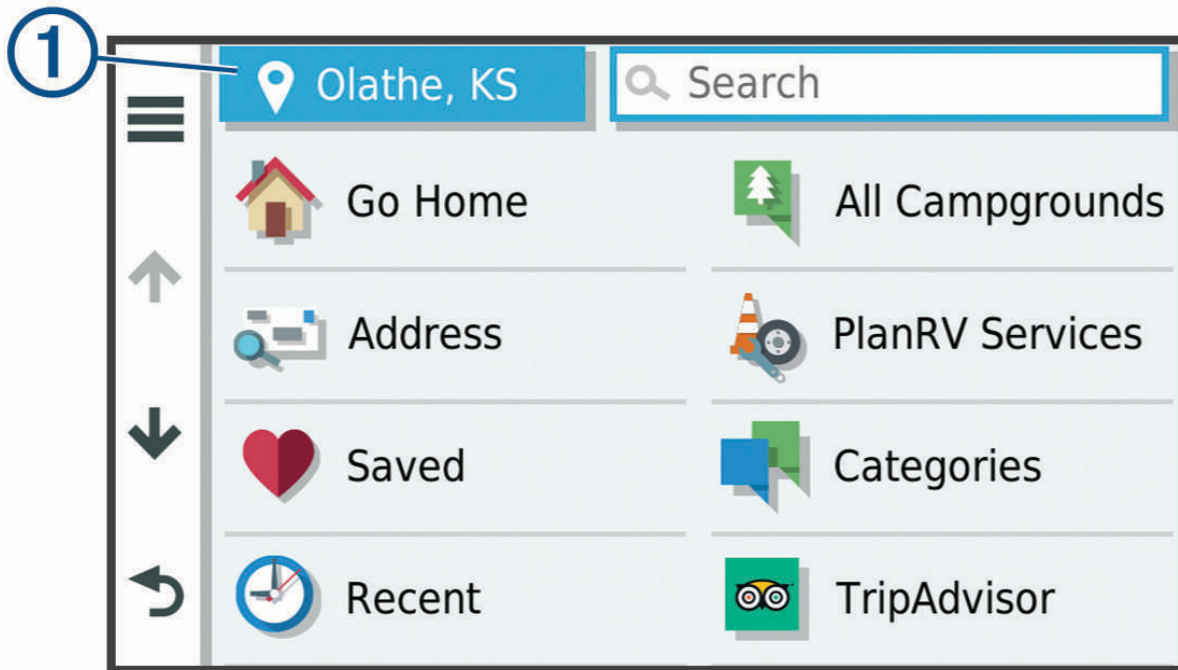 1
Olathe, KS
Search
Go Home
All Campgrounds
Address
PlanRV Services
Saved
Categories
Recent
TripAdvisor